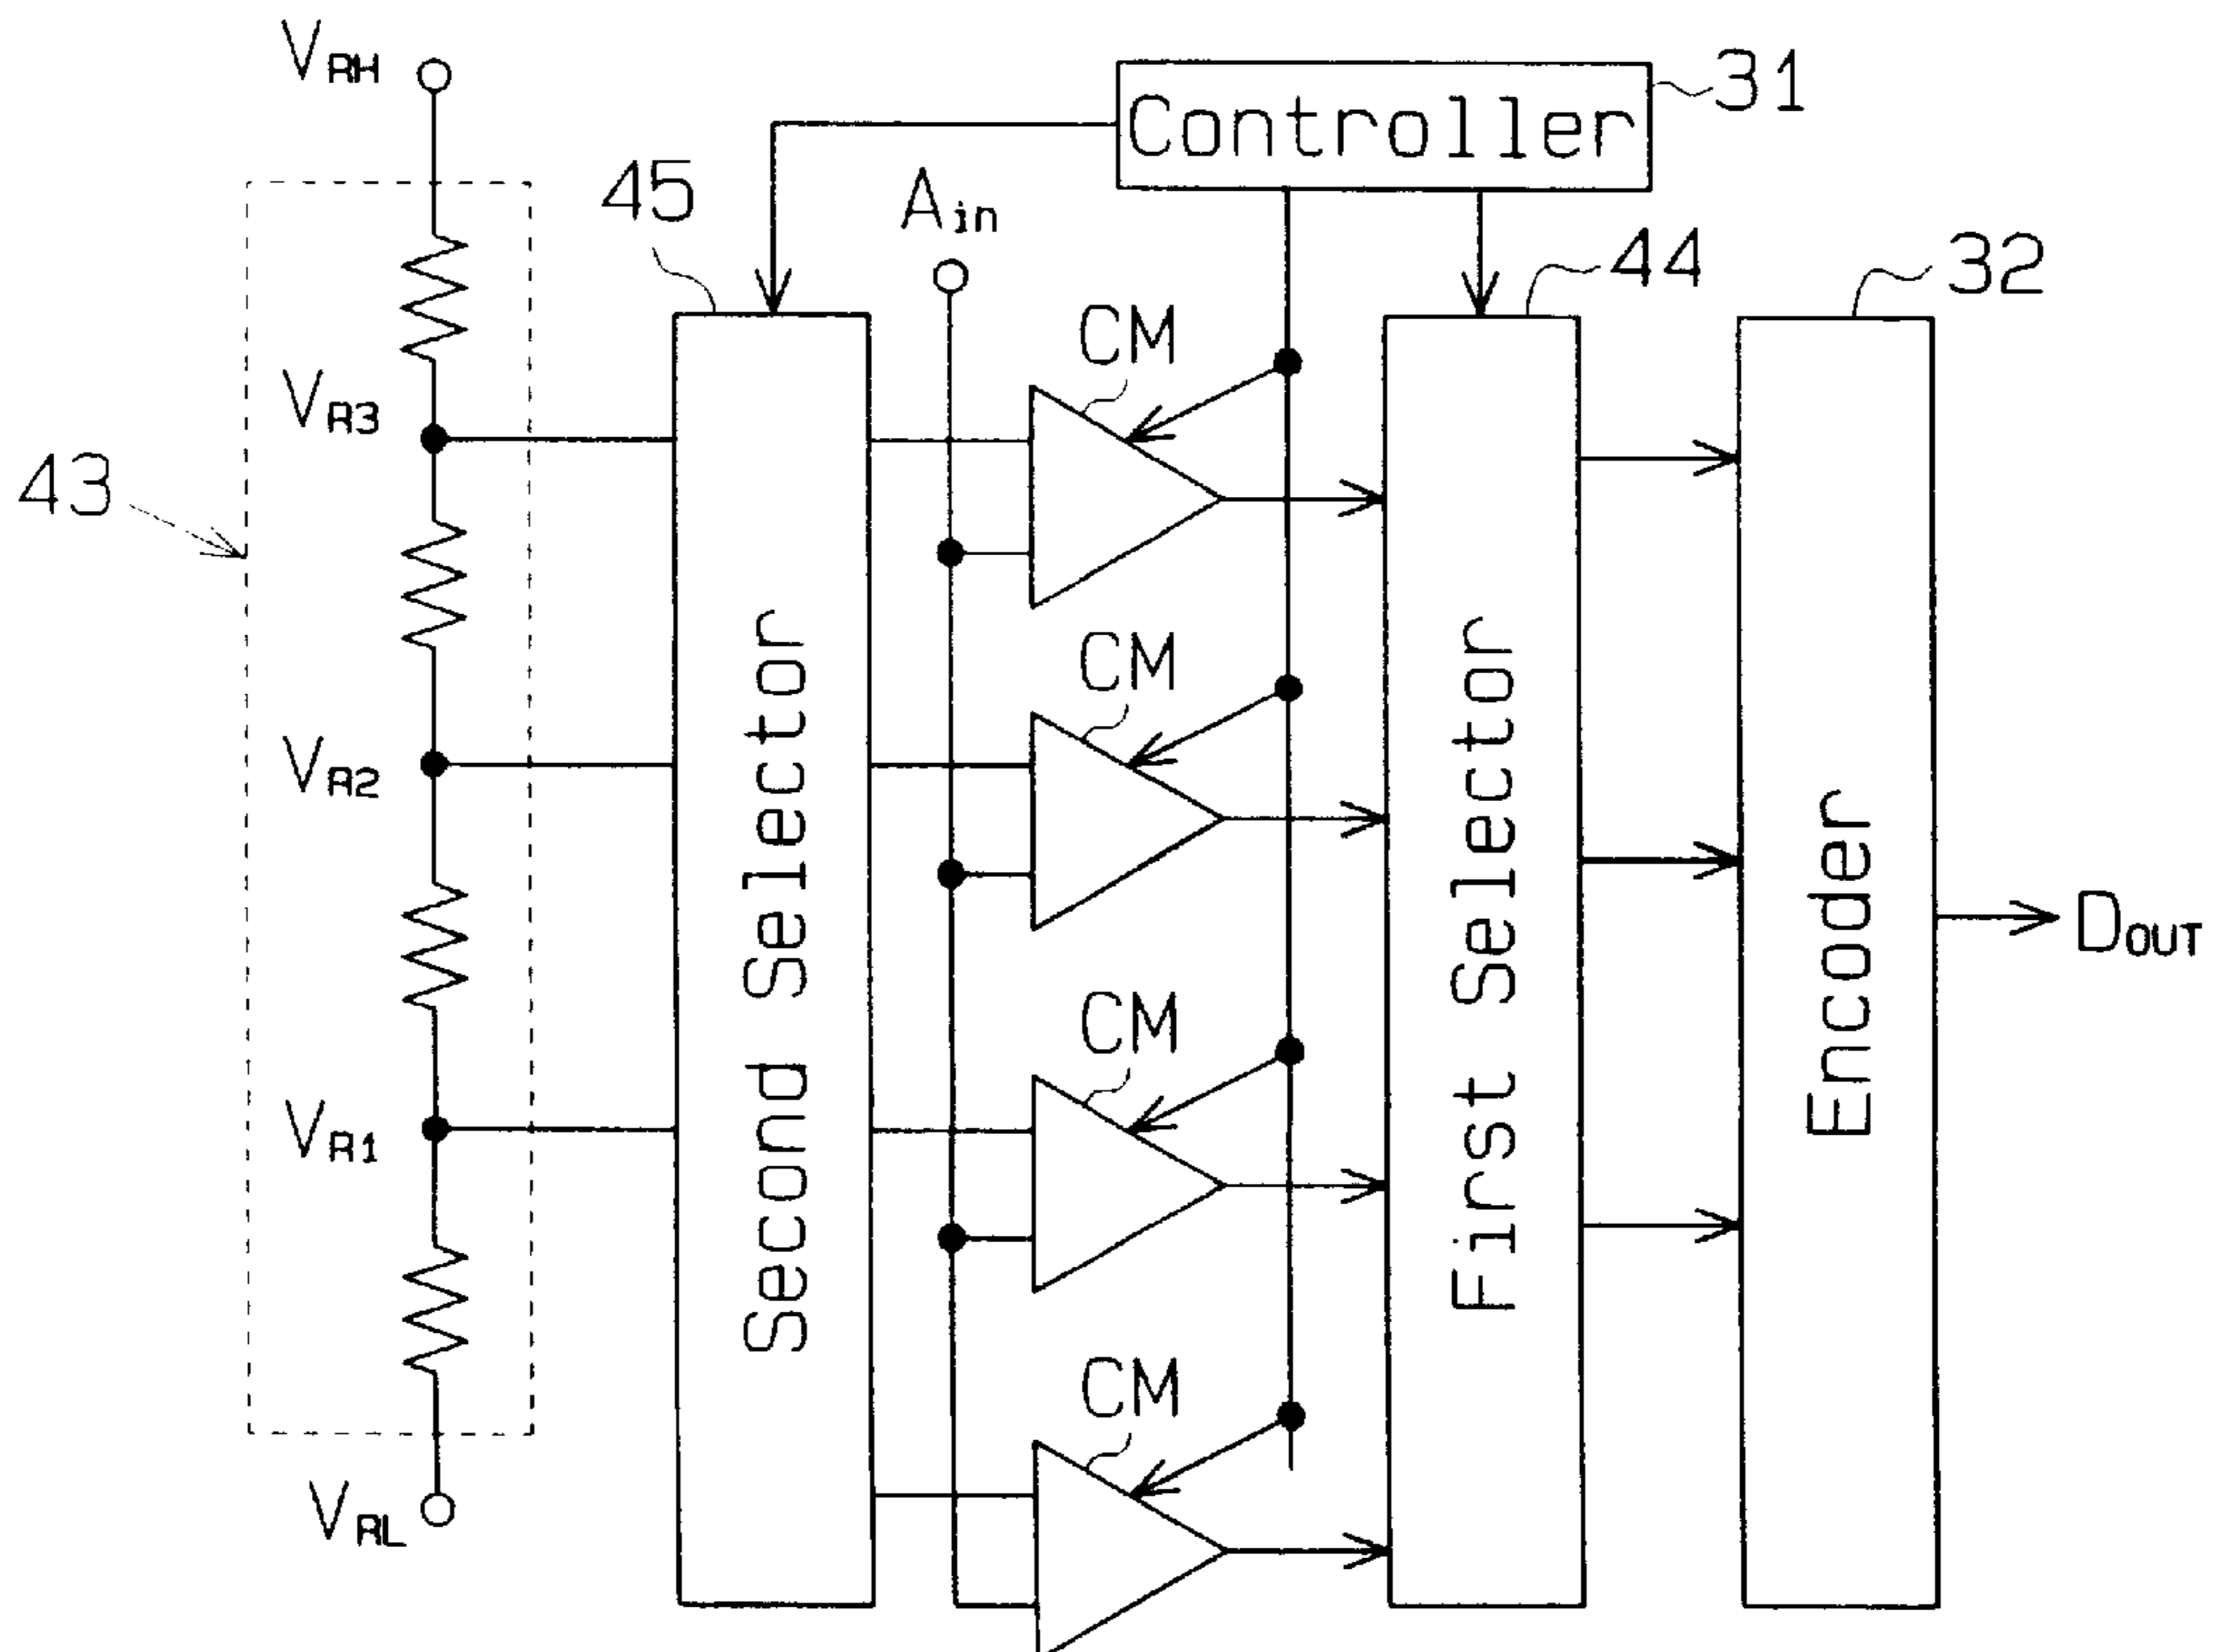 VRH
Controller
31
45
Ain
44
32
CM
VR3
43
CM
VR2
Second Selector
First Selector
Encoder
DOUT
CM
VR1
CM
VRL